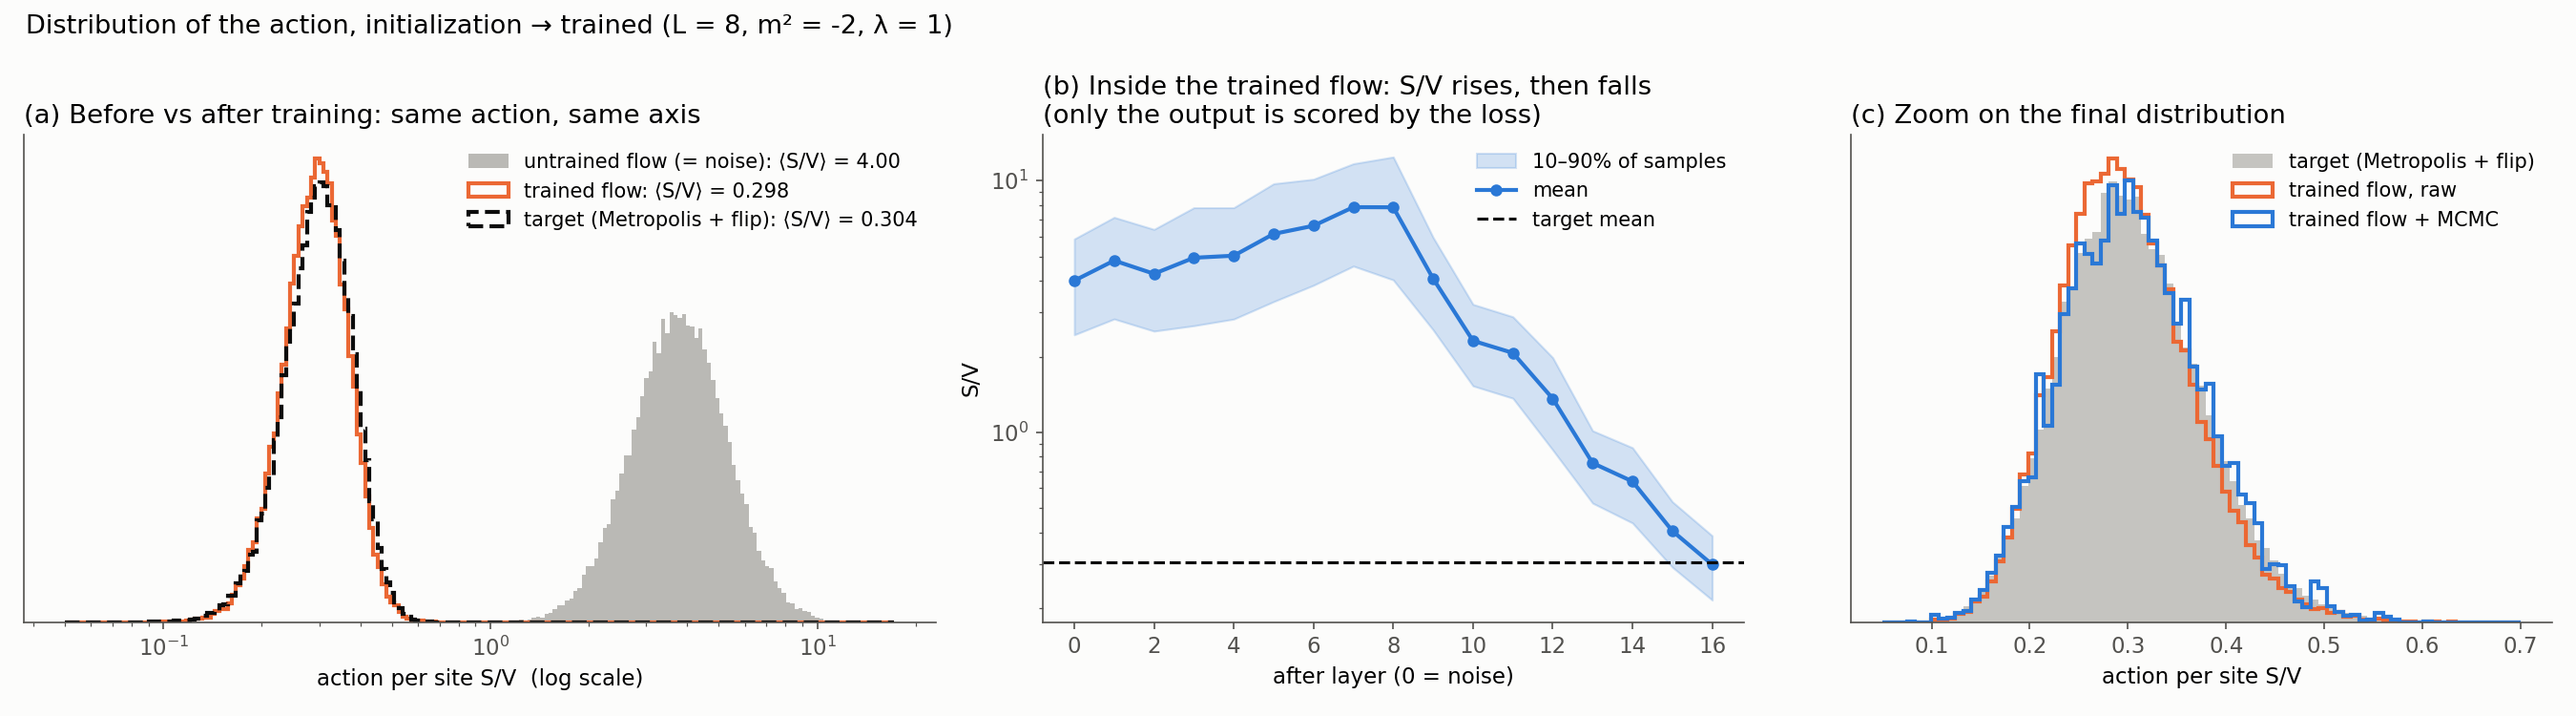 Distribution of the action, initialization → trained (L = 8, m² = -2, λ = 1)
(a) Before vs after training: same action, same axis
untrained flow (= noise): ⟨S/V⟩ = 4.00
trained flow: ⟨S/V⟩ = 0.298
target (Metropolis + flip): ⟨S/V⟩ = 0.304
10⁻¹ 10⁰ 10¹
action per site S/V (log scale)
(b) Inside the trained flow: S/V rises, then falls
(only the output is scored by the loss)
10–90% of samples
mean
target mean
10¹
10⁰
S/V
0 2 4 6 8 10 12 14 16
after layer (0 = noise)
(c) Zoom on the final distribution
target (Metropolis + flip)
trained flow, raw
trained flow + MCMC
0.1 0.2 0.3 0.4 0.5 0.6 0.7
action per site S/V